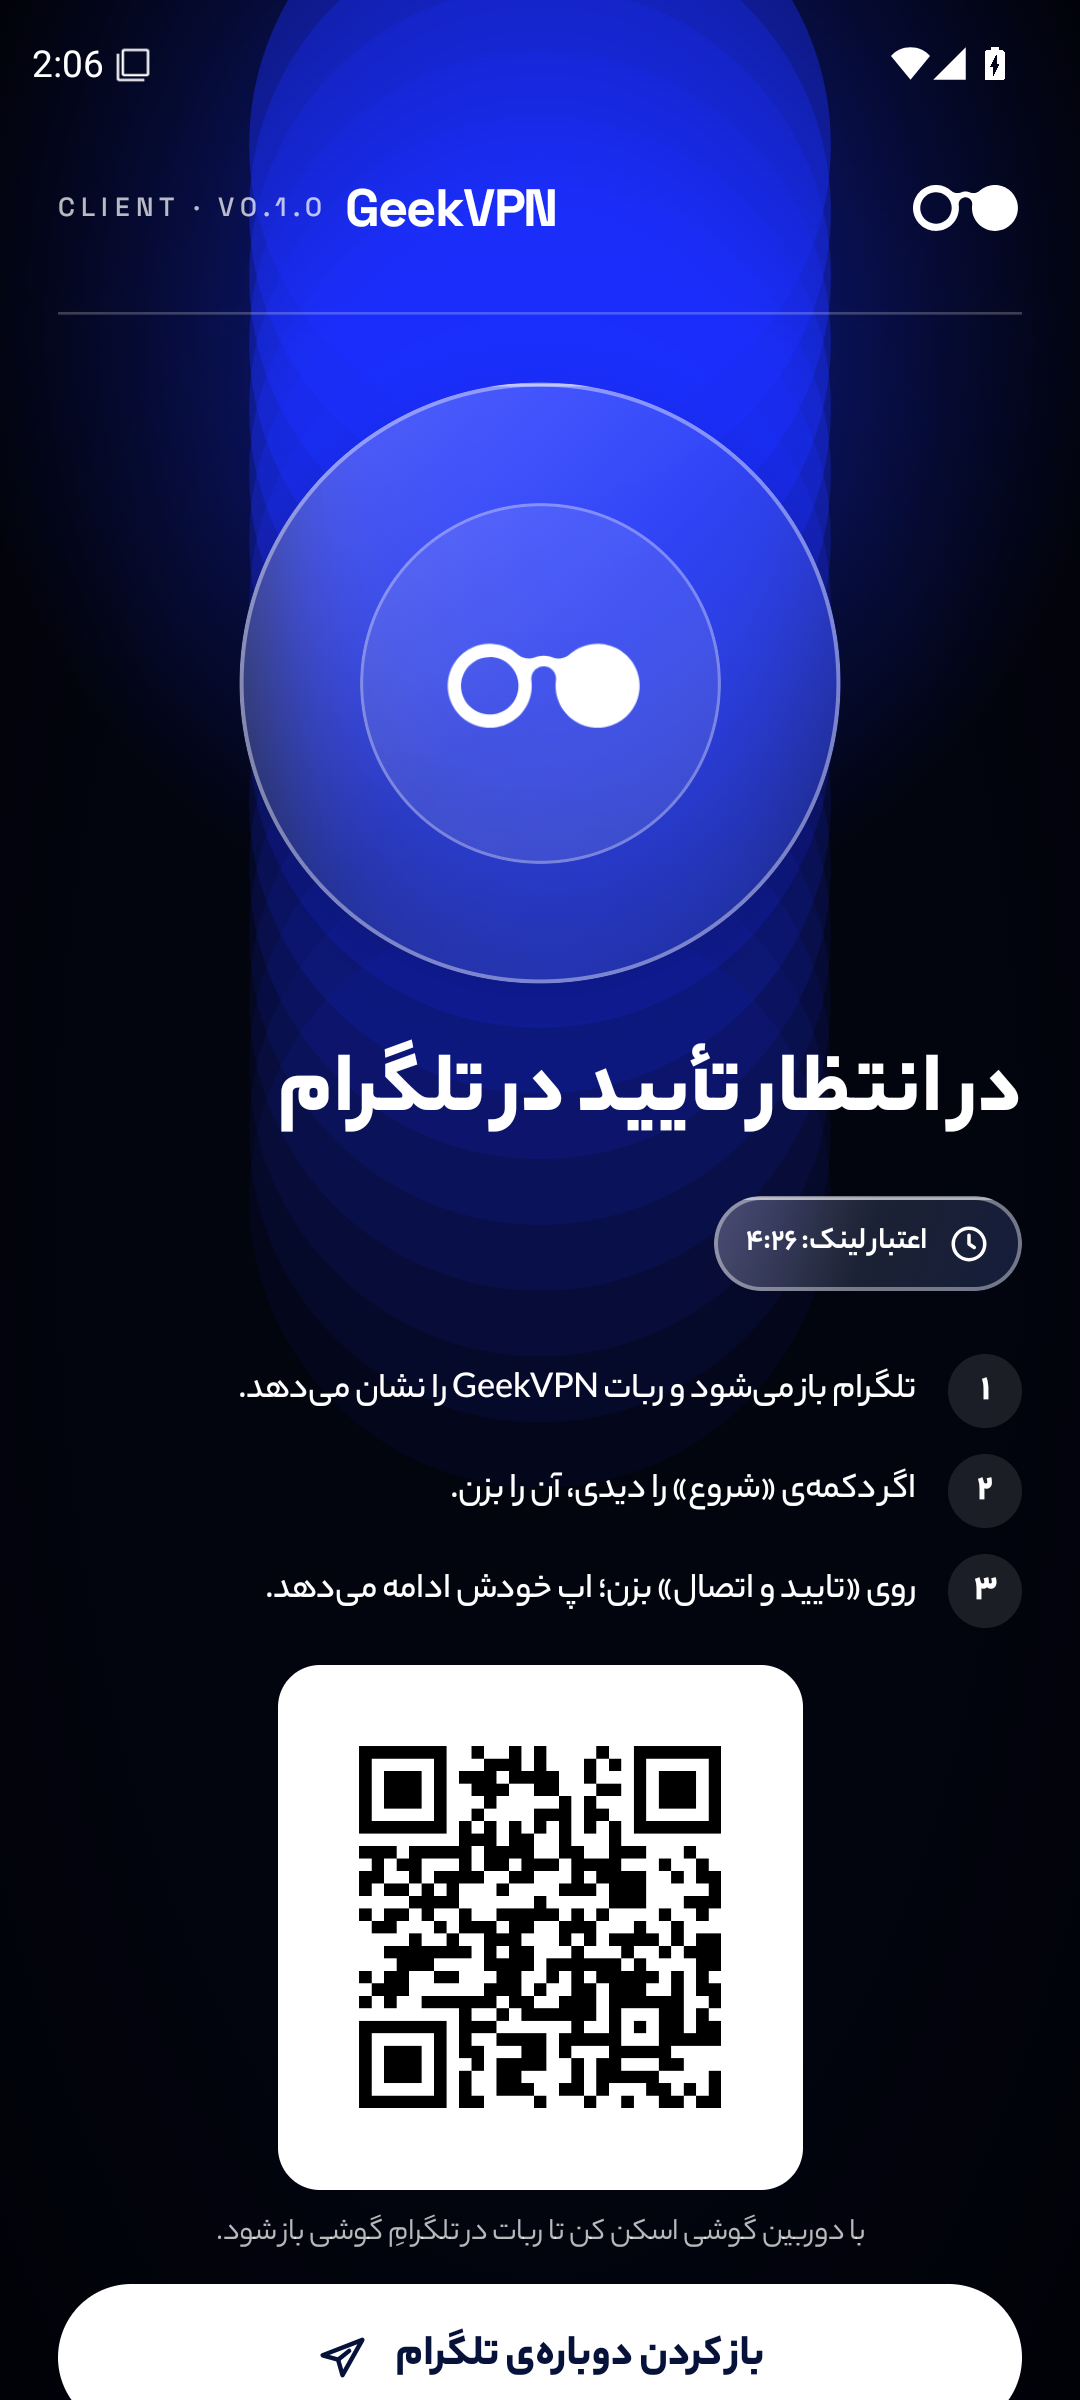 2:06
CLIENT · V0.1.0 GeekVPN
در انتظار تأیید در تلگرام
اعتبار لینک: ۴:۲۶
۱ تلگرام باز می‌شود و ربات GeekVPN را نشان می‌دهد.
۲ اگر دکمه‌ی «شروع» را دیدی، آن را بزن.
۳ روی «تایید و اتصال» بزن؛ اپ خودش ادامه می‌دهد.
با دوربین گوشی اسکن کن تا ربات در تلگرامِ گوشی باز شود.
باز کردن دوباره‌ی تلگرام